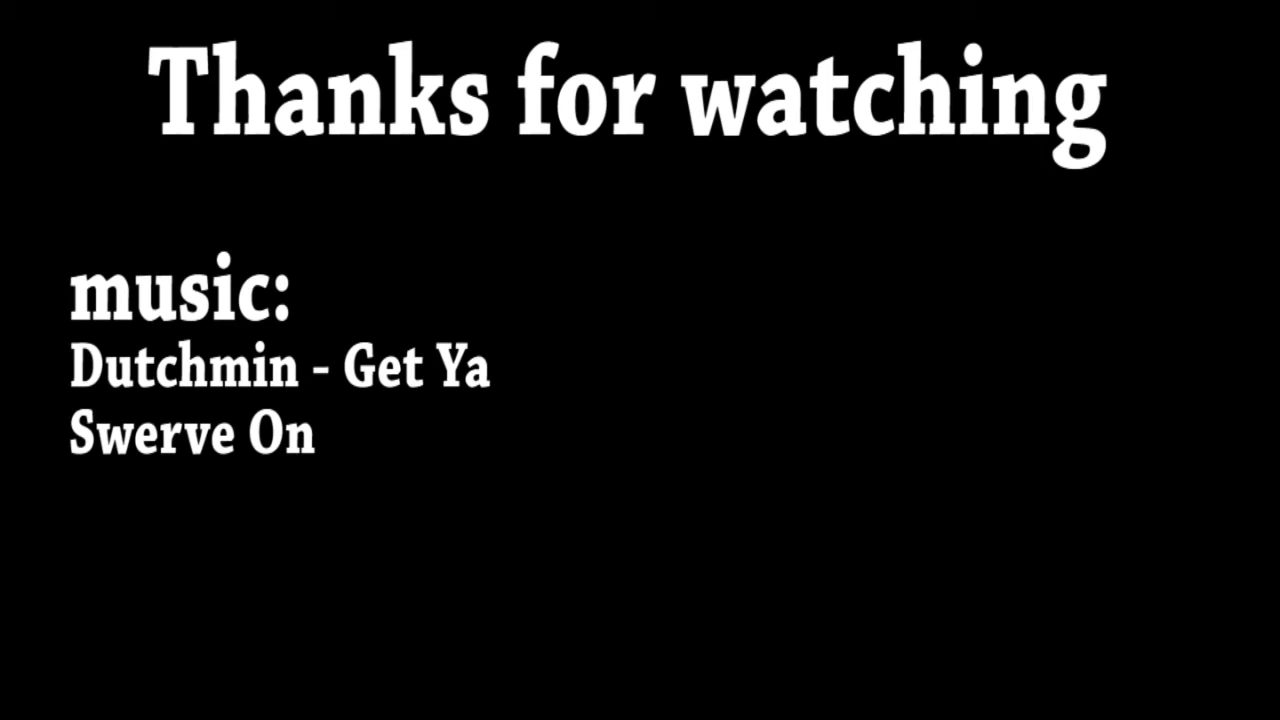 Thanks for watching
music:
Dutchmin - Get Ya
Swerve On